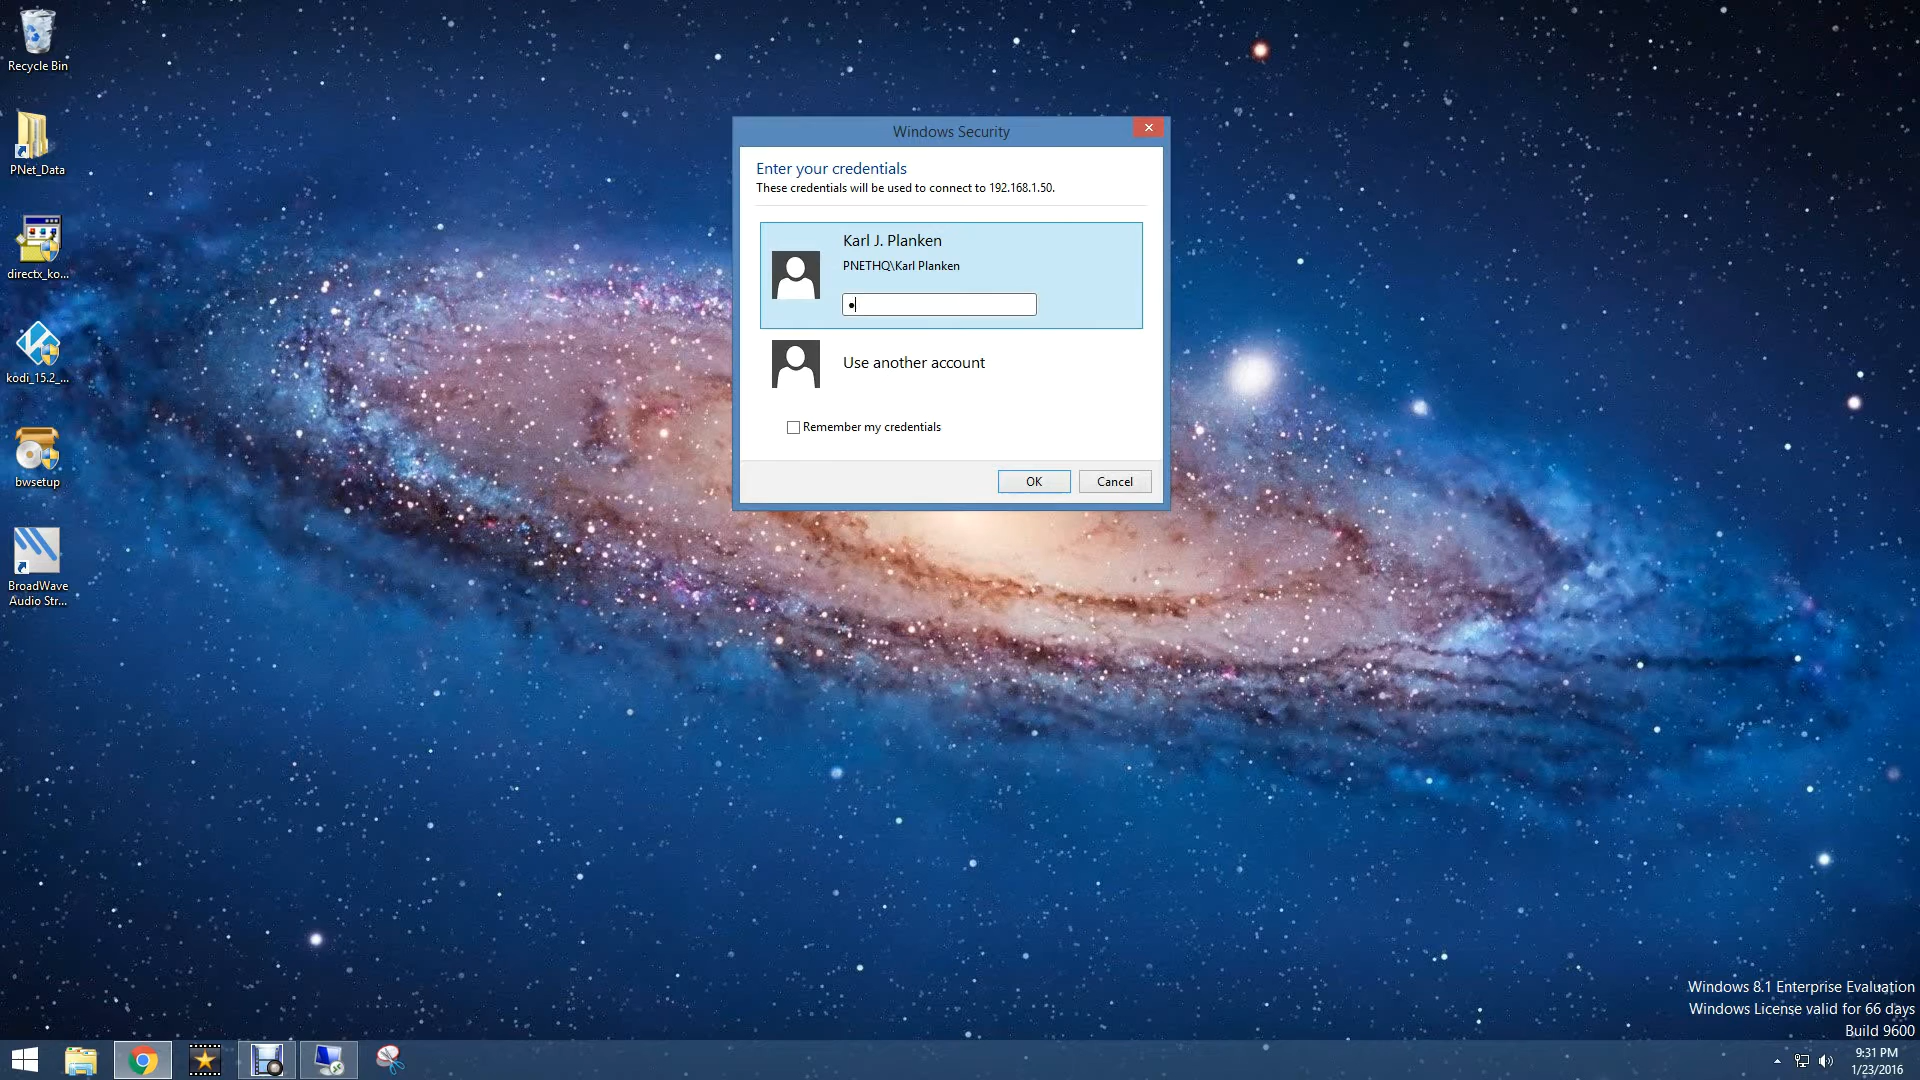 Recycle Bin
PNet_Data
directx_ko...
kodi_15.2_...
bwsetup
BroadWave
Audio Str...
Windows Security
Enter your credentials
These credentials will be used to connect to 192.168.1.50.
Karl J. Planken
PNETHQ\Karl Planken
Use another account
Remember my credentials
OK
Cancel
Windows 8.1 Enterprise Evaluation
Windows License valid for 66 days
Build 9600
9:31 PM
1/23/2016